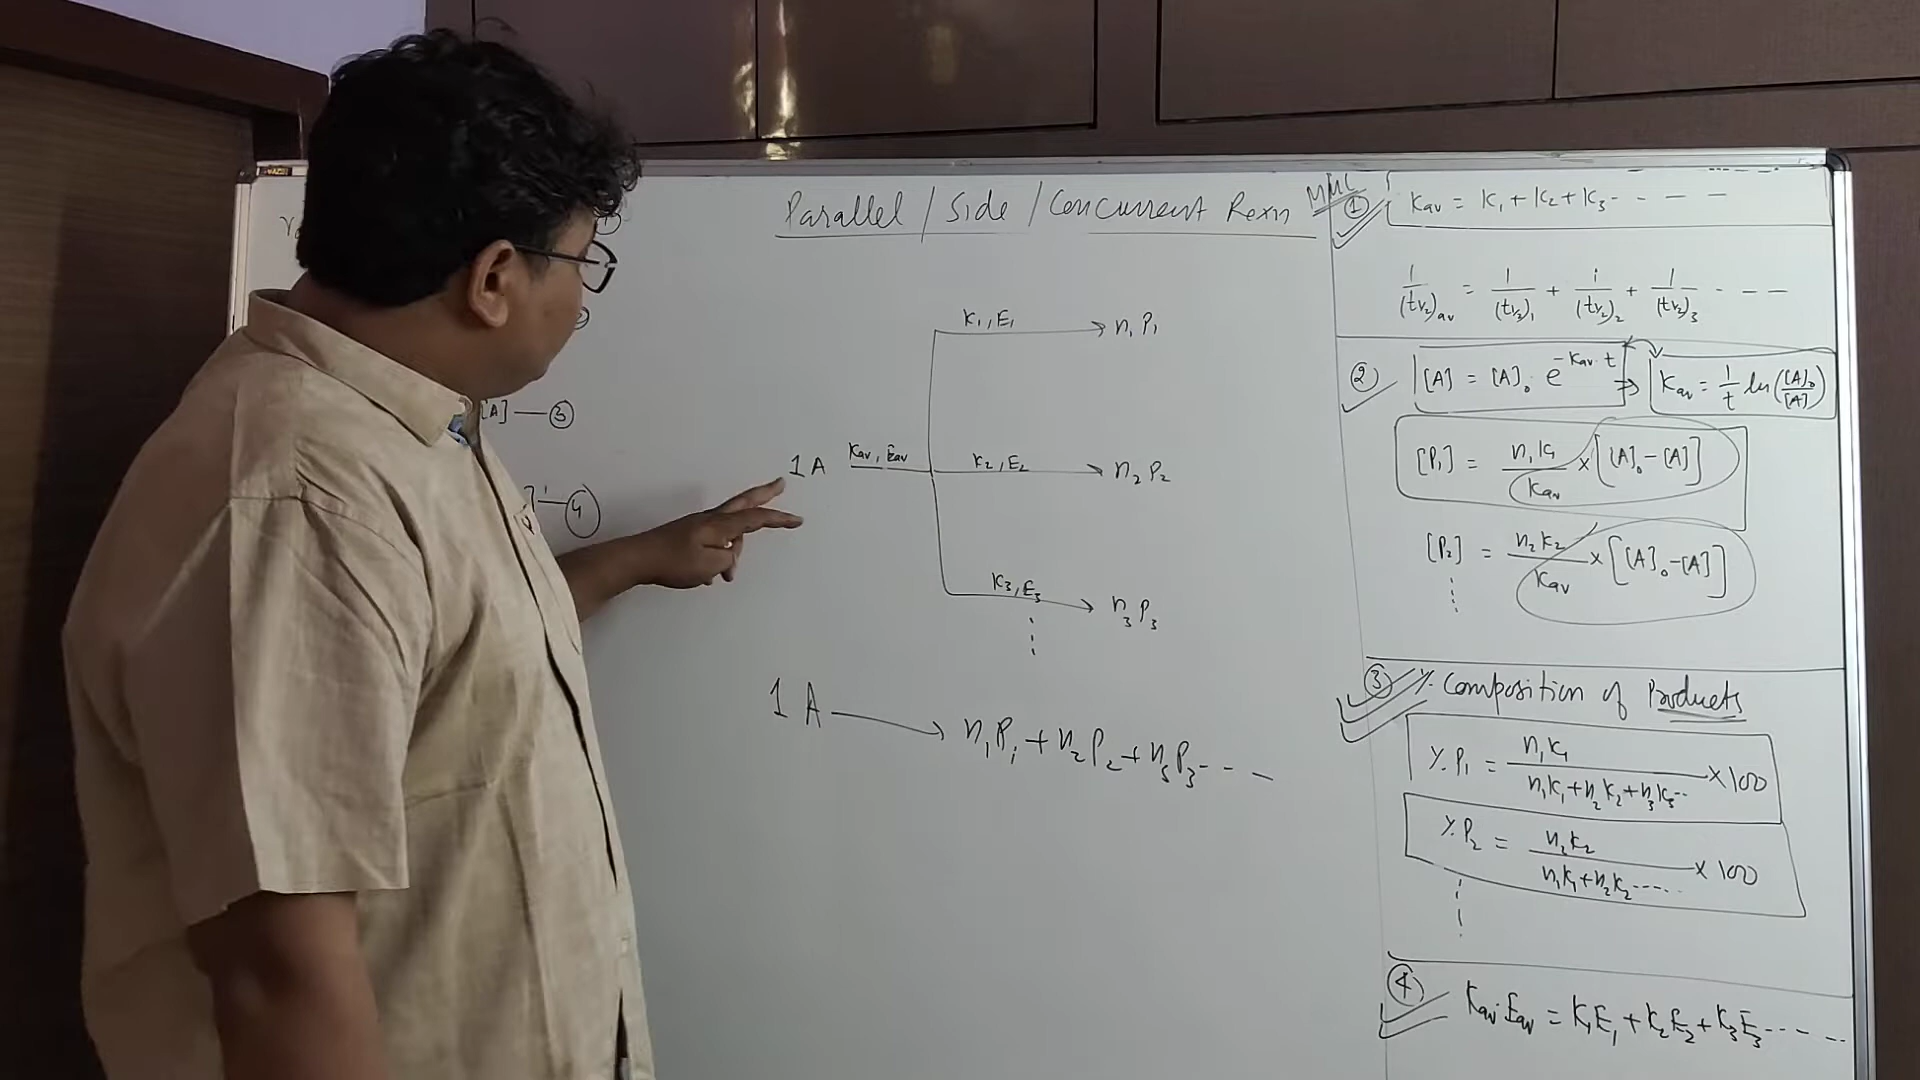 Parallel / Side / Concurrent Rexn
K₁, E₁ n₁ P₁
1 A Kav, Eav K₂, E₂ n₂ P₂
K₃, E₃ n₃ P₃
1 A → n₁P₁ + n₂P₂ + n₃P₃ - - -
[A] — ③
④
① Kav = K₁ + K₂ + K₃ - - - -
1/(t½)av = 1/(t½)₁ + 1/(t½)₂ + 1/(t½)₃ - - - -
② [A] = [A]₀ e^(-Kav·t) ⇒ Kav = 1/t ln([A]₀/[A])
[P₁] = n₁K₁/Kav × [[A]₀ - [A]]
[P₂] = n₂K₂/Kav × [[A]₀ - [A]]
③ % Composition of Products
% P₁ = n₁K₁/(n₁K₁ + n₂K₂ + n₃K₃ --) × 100
% P₂ = n₂K₂/(n₁K₁ + n₂K₂ -----) × 100
④ Kav·Eav = K₁E₁ + K₂E₂ + K₃E₃ - - - - -